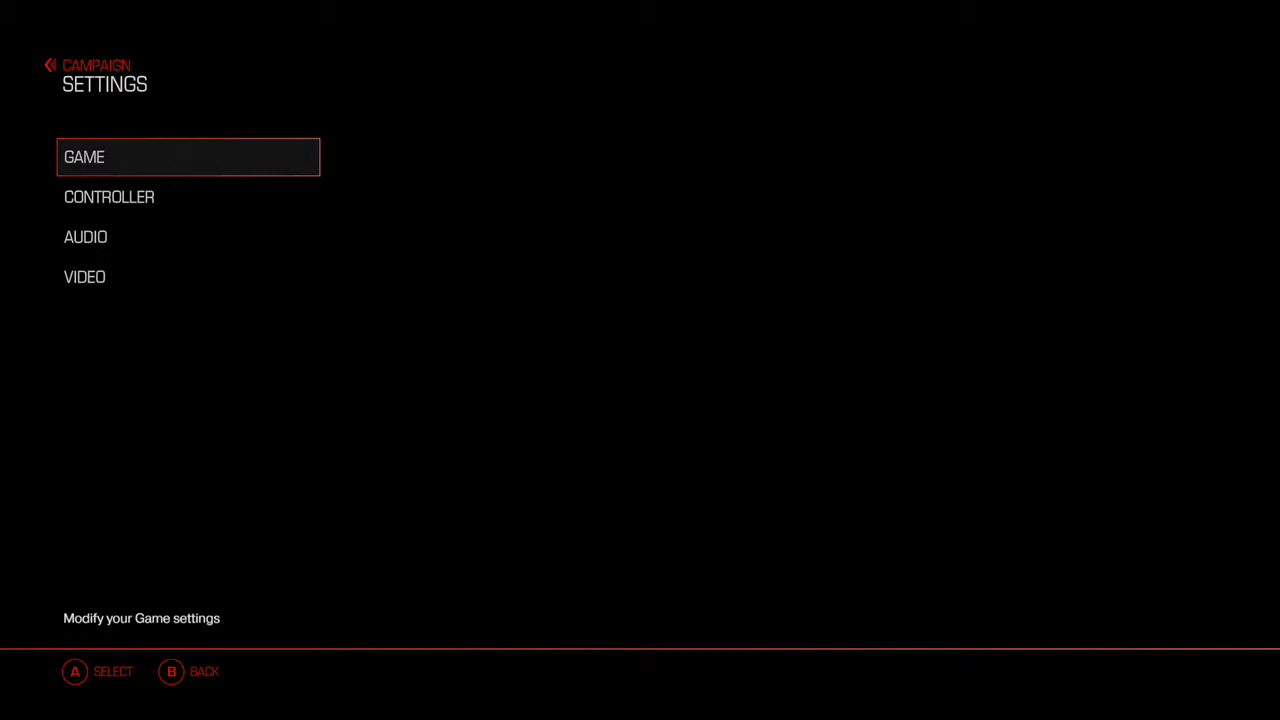 CAMPAIGN
SETTINGS
GAME
CONTROLLER
AUDIO
VIDEO
Modify your Game settings
A SELECT B BACK